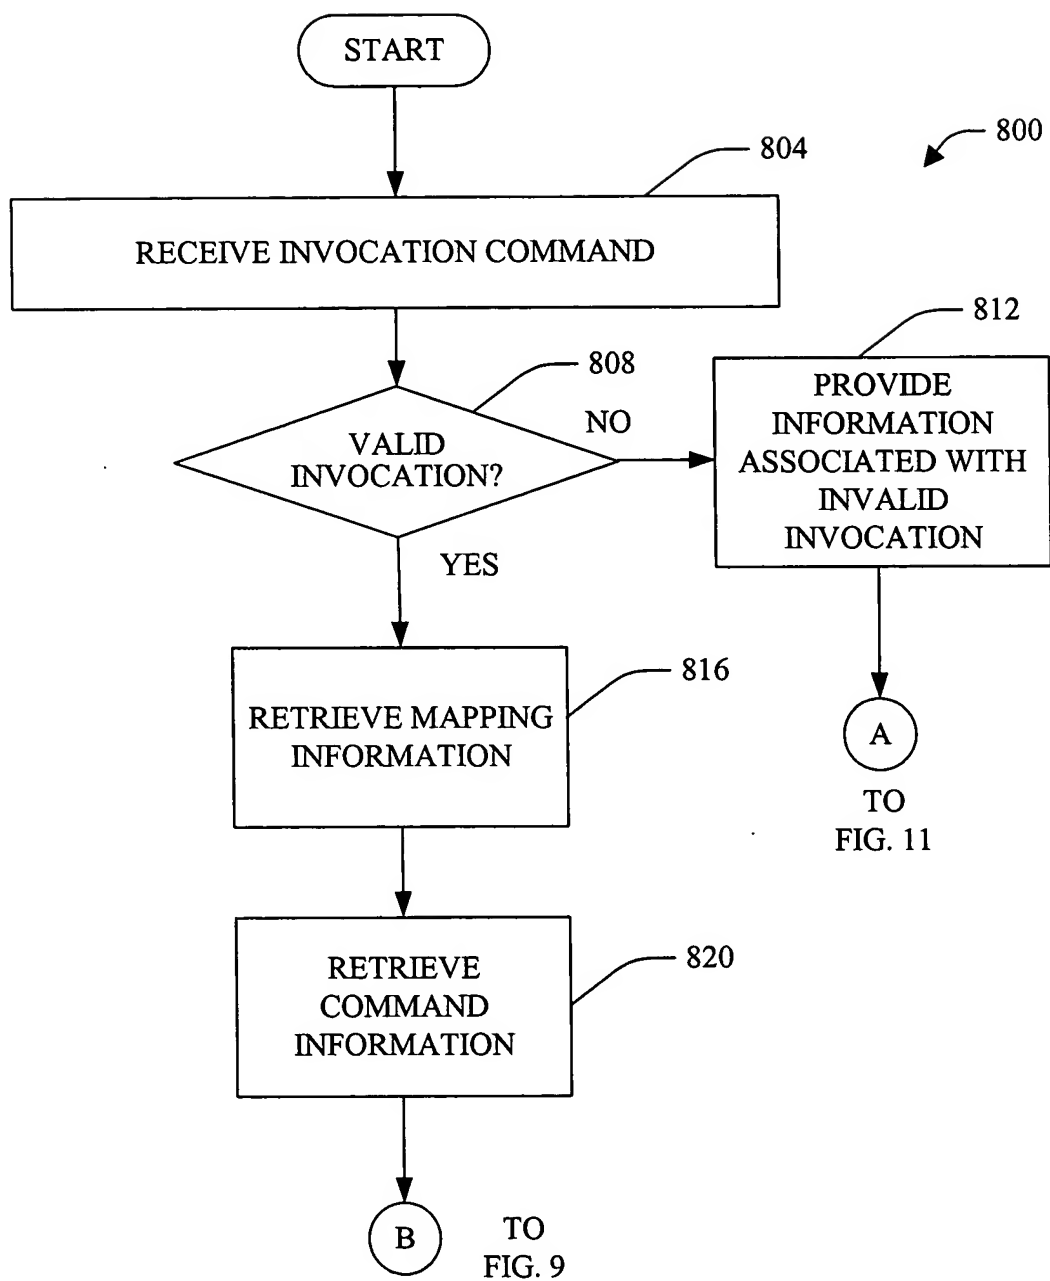 START
800
804
RECEIVE INVOCATION COMMAND
812
808
NO
VALID
INVOCATION?
PROVIDE
INFORMATION
ASSOCIATED WITH
INVALID
INVOCATION
YES
816
RETRIEVE MAPPING
INFORMATION
A
TO
FIG. 11
820
RETRIEVE
COMMAND
INFORMATION
B
TO
FIG. 9